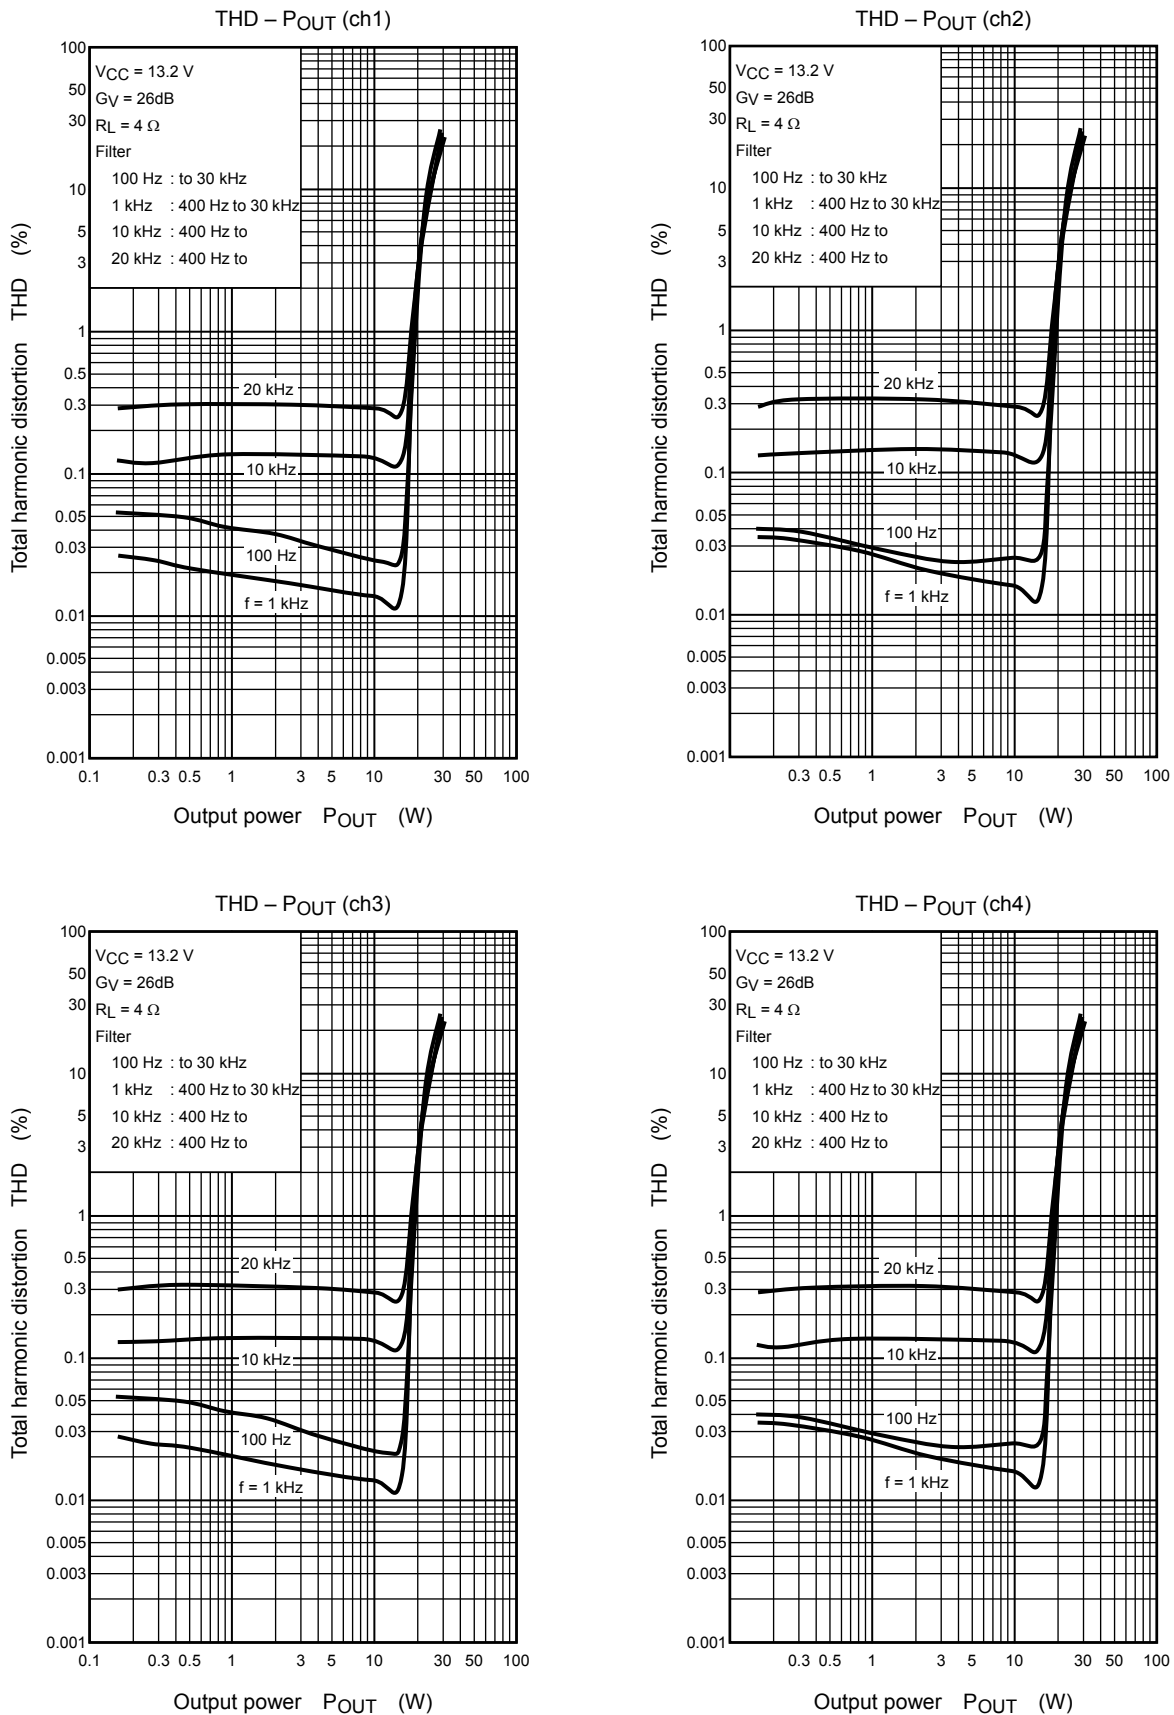 THD – POUT (ch1)
100
50
30
10
5
3
1
0.5
0.3
0.1
0.05
0.03
0.01
0.005
0.003
0.001
Total harmonic distortion THD (%)
VCC = 13.2 V
GV = 26dB
RL = 4 Ω
Filter
100 Hz : to 30 kHz
1 kHz : 400 Hz to 30 kHz
10 kHz : 400 Hz to
20 kHz : 400 Hz to
20 kHz
10 kHz
100 Hz
f = 1 kHz
0.1 0.3 0.5 1 3 5 10 30 50 100
Output power POUT (W)
THD – POUT (ch2)
100
50
30
10
5
3
1
0.5
0.3
0.1
0.05
0.03
0.01
0.005
0.003
0.001
Total harmonic distortion THD (%)
VCC = 13.2 V
GV = 26dB
RL = 4 Ω
Filter
100 Hz : to 30 kHz
1 kHz : 400 Hz to 30 kHz
10 kHz : 400 Hz to
20 kHz : 400 Hz to
20 kHz
10 kHz
100 Hz
f = 1 kHz
0.3 0.5 1 3 5 10 30 50 100
Output power POUT (W)
THD – POUT (ch3)
100
50
30
10
5
3
1
0.5
0.3
0.1
0.05
0.03
0.01
0.005
0.003
0.001
Total harmonic distortion THD (%)
VCC = 13.2 V
GV = 26dB
RL = 4 Ω
Filter
100 Hz : to 30 kHz
1 kHz : 400 Hz to 30 kHz
10 kHz : 400 Hz to
20 kHz : 400 Hz to
20 kHz
10 kHz
100 Hz
f = 1 kHz
0.1 0.3 0.5 1 3 5 10 30 50 100
Output power POUT (W)
THD – POUT (ch4)
100
50
30
10
5
3
1
0.5
0.3
0.1
0.05
0.03
0.01
0.005
0.003
0.001
Total harmonic distortion THD (%)
VCC = 13.2 V
GV = 26dB
RL = 4 Ω
Filter
100 Hz : to 30 kHz
1 kHz : 400 Hz to 30 kHz
10 kHz : 400 Hz to
20 kHz : 400 Hz to
20 kHz
10 kHz
100 Hz
f = 1 kHz
0.3 0.5 1 3 5 10 30 50 100
Output power POUT (W)